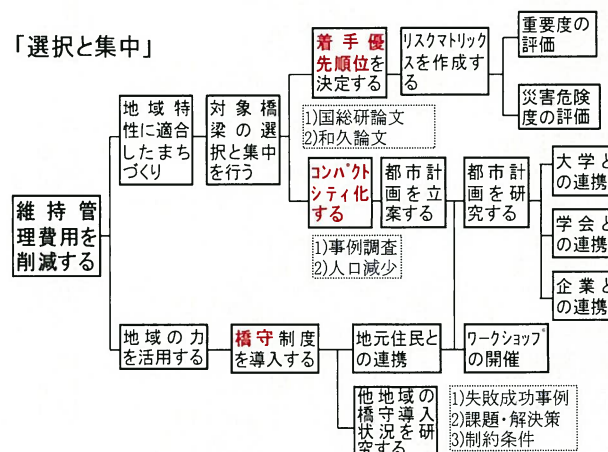 「選択と集中」
維持管
理費用を
削減する
地域特
性に適合
したまち
づくり
対象橋
梁の選
択と集中
を行う
着手優
先順位を
決定する
リスクマトリック
スを作成す
る
重要度の
評価
災害危険
度の評価
1)国総研論文
2)和久論文
コンパクト
シティ化
する
都市計
画を立
案する
都市計
画を研
究する
大学と
の連携
学会と
の連携
企業と
の連携
1)事例調査
2)人口減少
地域の力
を活用する
橋守制度
を導入する
地元住民と
の連携
ワークショップ
の開催
他地域の
橋守導入
状況を研
究する
1)失敗成功事例
2)課題・解決策
3)制約条件